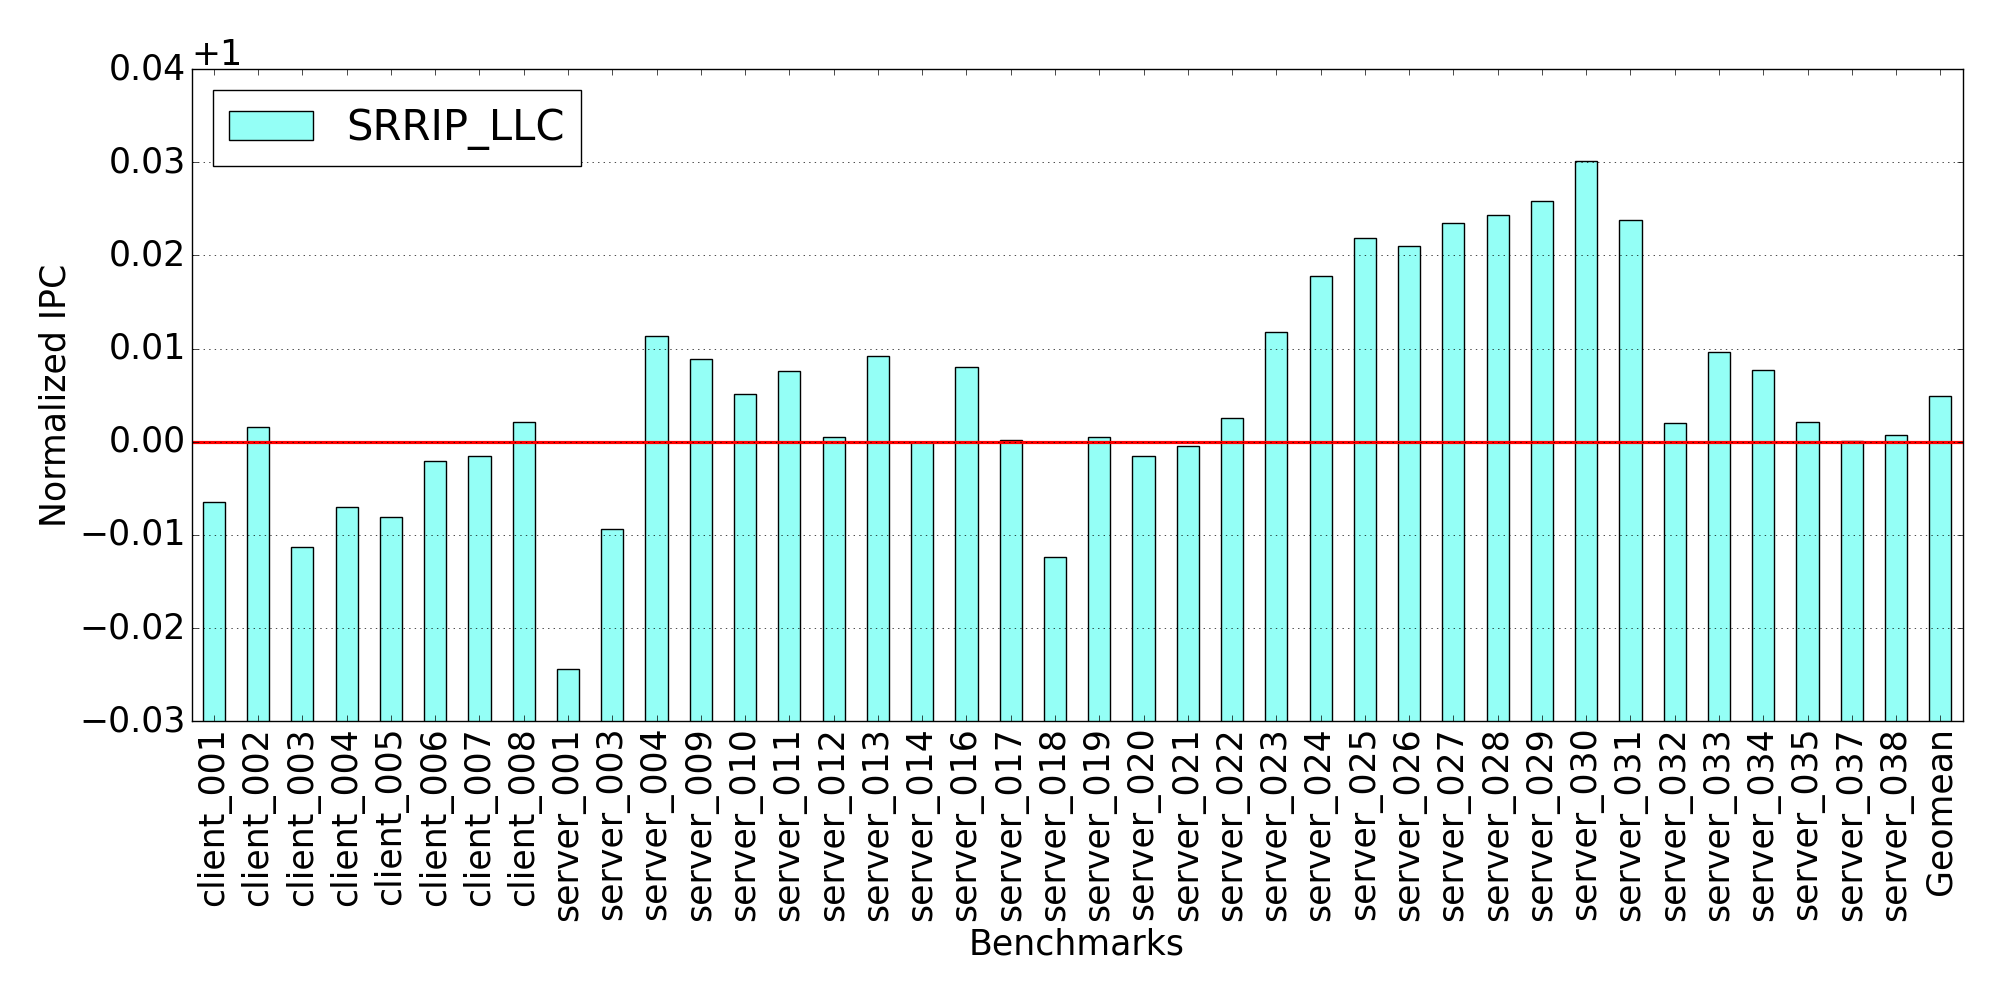 +1
0.04
0.03
0.02
0.01
0.00
−0.01
−0.02
−0.03
Normalized IPC
SRRIP_LLC
client_001
client_002
client_003
client_004
client_005
client_006
client_007
client_008
server_001
server_003
server_004
server_009
server_010
server_011
server_012
server_013
server_014
server_016
server_017
server_018
server_019
server_020
server_021
server_022
server_023
server_024
server_025
server_026
server_027
server_028
server_029
server_030
server_031
server_032
server_033
server_034
server_035
server_037
server_038
Geomean
Benchmarks